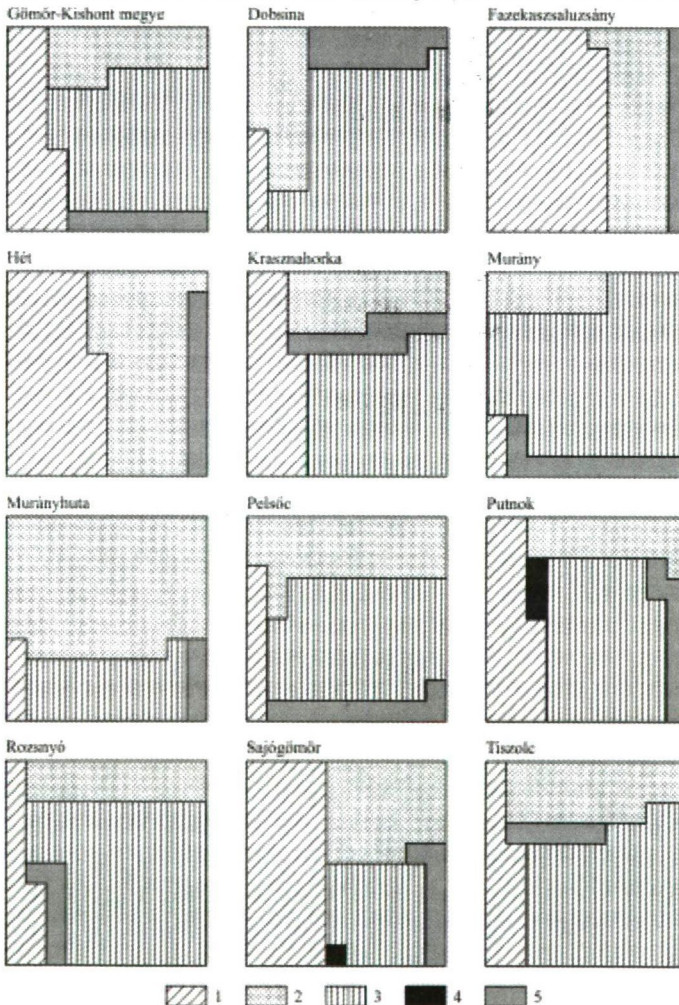 Gömör-Kishont megye Dobsina Fazekaszsaluzsány
Hét Krasznahorka Murány
Murányhuta Pelsőc Putnok
Rozsnyó Sajógömör Tiszolc
1 2 3 4 5